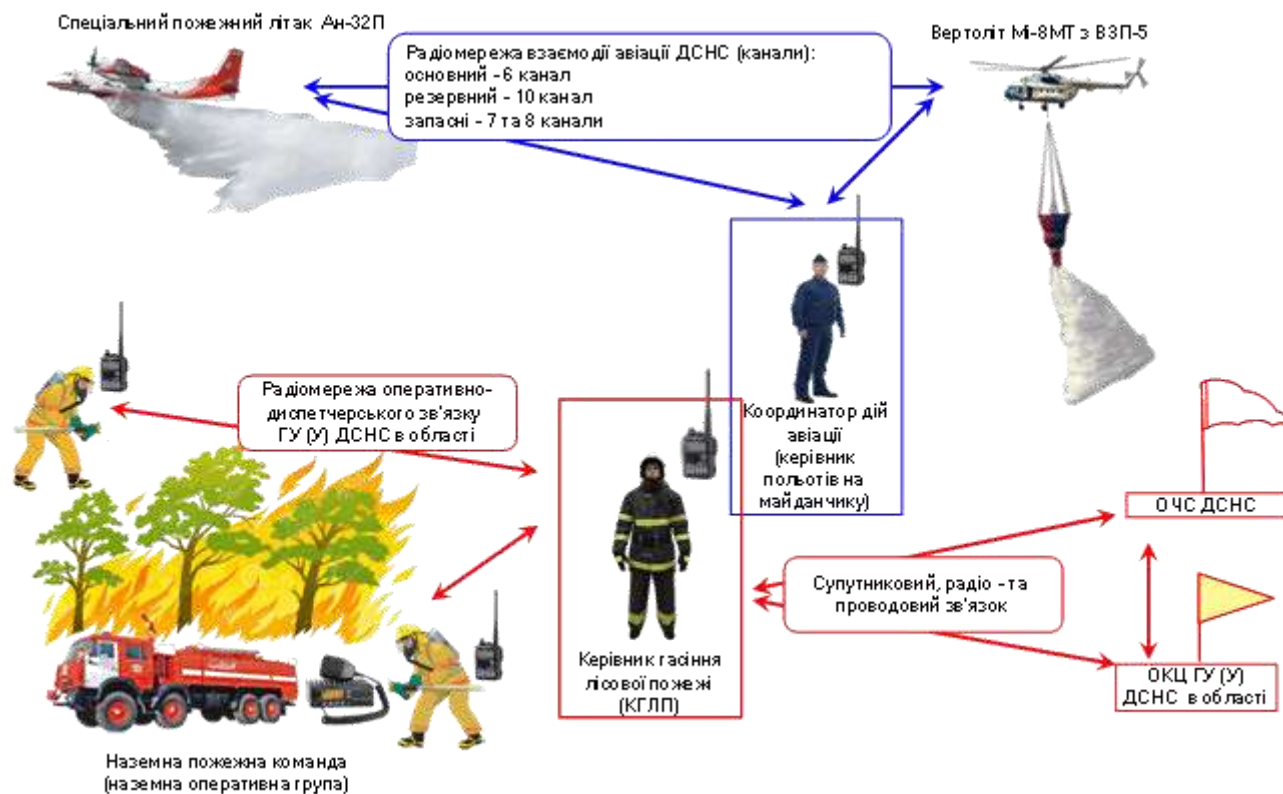 Спеціальний пожежний літак Ан-32П
Вертоліт Мі-8МТ з ВЗП-5
Радіомережа взаємодії авіації ДСНС (канали):
основний - 6 канал
резервний - 10 канал
запасні - 7 та 8 канали
Радіомережа оперативно-
диспетчерського зв'язку
ГУ (У) ДСНС в області
Координатор дій
авіації
(керівник
польотів на
майданчику)
ОЧС ДСНС
Супутниковий, радіо - та
проводовий зв'язок
Керівник гасіння
лісової пожежі
(КГЛП)
ОКЦ ГУ (У)
ДСНС в області
Наземна пожежна команда
(наземна оперативна група)